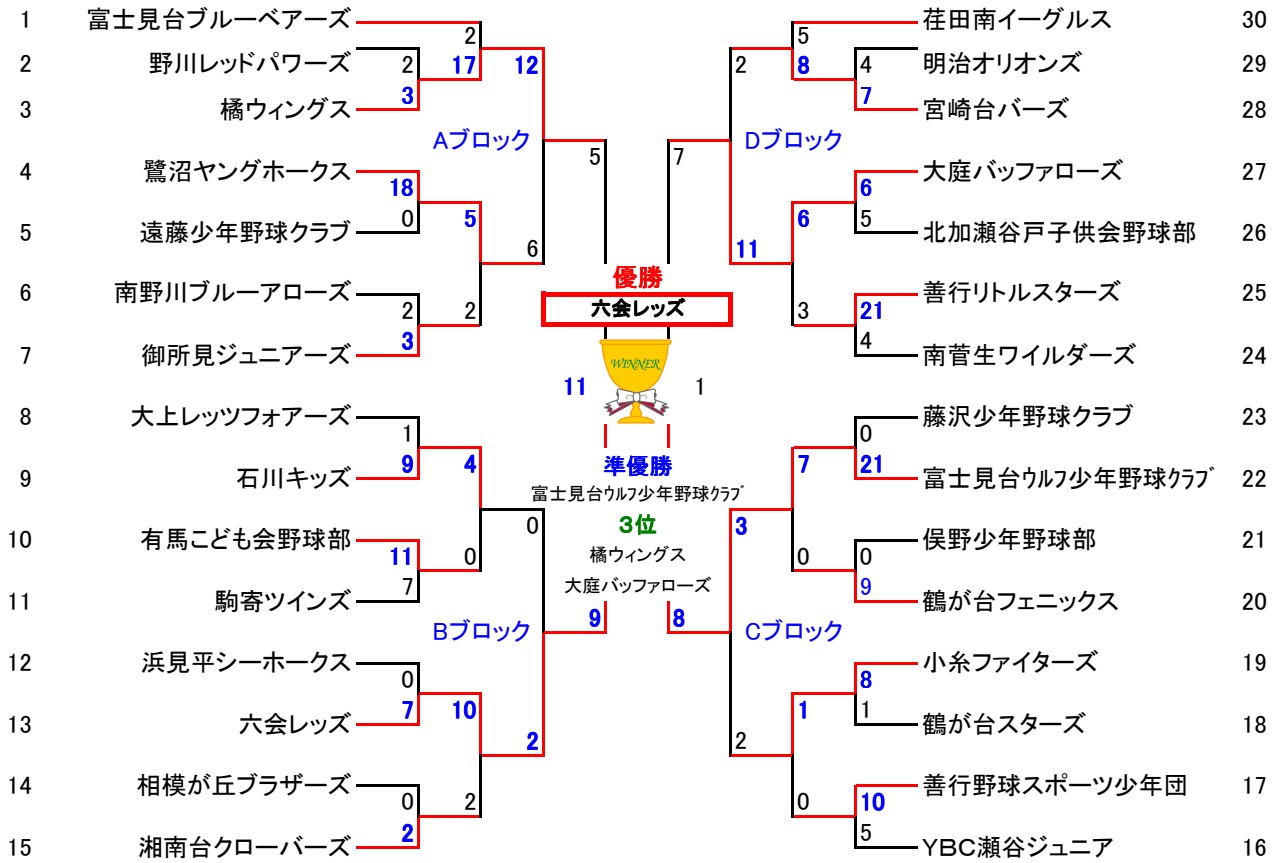 1 富士見台ブルーベアーズ 2 5 荏田南イーグルス 30
2 野川レッドパワーズ 2 17 12 2 8 4 明治オリオンズ 29
3 橘ウィングス 3 7 宮崎台バーズ 28
Aブロック 5 7 Dブロック
4 鷺沼ヤングホークス 18 6 大庭バッファローズ 27
5 遠藤少年野球クラブ 0 5 6 11 6 5 北加瀬谷戸子供会野球部 26
優勝
6 南野川ブルーアローズ 2 2 3 21 善行リトルスターズ 25
六会レッズ
7 御所見ジュニアーズ 3 4 南菅生ワイルダーズ 24
WINNER
11 1
8 大上レッツフォアーズ 1 0 藤沢少年野球クラブ 23
9 石川キッズ 9 4 準優勝 7 21 富士見台ウルフ少年野球クラブ 22
富士見台ウルフ少年野球クラブ
0 3位 3
10 有馬こども会野球部 11 0 0 0 俣野少年野球部 21
橘ウィングス
大庭バッファローズ
11 駒寄ツインズ 7 9 鶴が台フェニックス 20
Bブロック 9 8 Cブロック
12 浜見平シーホークス 0 8 小糸ファイターズ 19
13 六会レッズ 7 10 2 2 1 1 鶴が台スターズ 18
14 相模が丘ブラザーズ 0 2 0 10 善行野球スポーツ少年団 17
15 湘南台クローバーズ 2 5 YBC瀬谷ジュニア 16